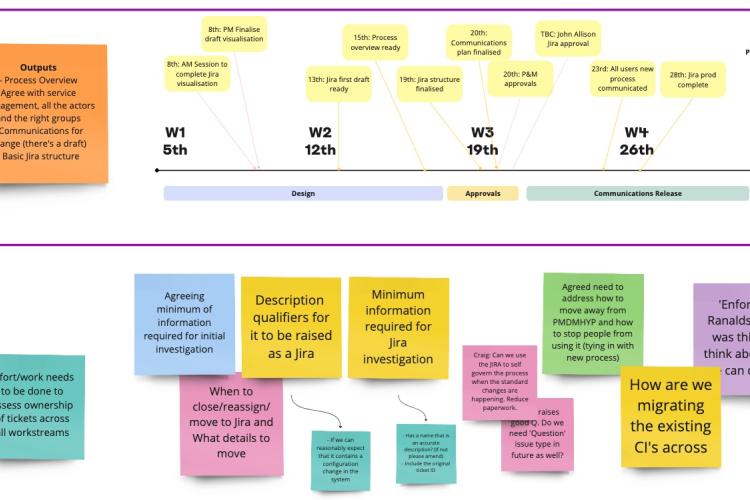 Outputs
- Process Overview
Agree with service
agement, all the actors
nd the right groups
Communications for
ange (there's a draft)
Basic Jira structure
8th: PM Finalise
draft visualisation
8th: AM Session to
complete Jira
visualisation
15th: Process
overview ready
13th: Jira first draft
ready
20th:
Communications
plan finalised
19th: Jira structure
finalised
20th: P&M
approvals
TBC: John Allison
Jira approval
23rd: All users new
process
communicated
28th: Jira prod
complete
P
W1
5th
W2
12th
W3
19th
W4
26th
Design
Approvals
Communications Release
fort/work needs
to be done to
ssess ownership
f tickets across
ll workstreams
Agreeing
minimum of
information
required for initial
investigation
Description
qualifiers for
it to be raised
as a Jira
Minimum
information
required for
Jira
investigation
When to
close/reassign/
move to Jira and
What details to
move
- If we can
reasonably expect
that it contains a
configuration
change in the
system
- Has a name that is
an accurate
description? (if not
please amend)
- Include the original
ticket ID
Craig: Can we use
the JIRA to self
govern the process
when the standard
changes are
happening. Reduce
paperwork.
raises
good Q. Do we
need 'Question'
issue type in
future as well?
Agreed need to
address how to
move away from
PMDMHYP and how
to stop people from
using it (tying in with
new process)
How are we
migrating
the existing
CI's across
'Enfor
Ranalds
was thi
think abo
can c